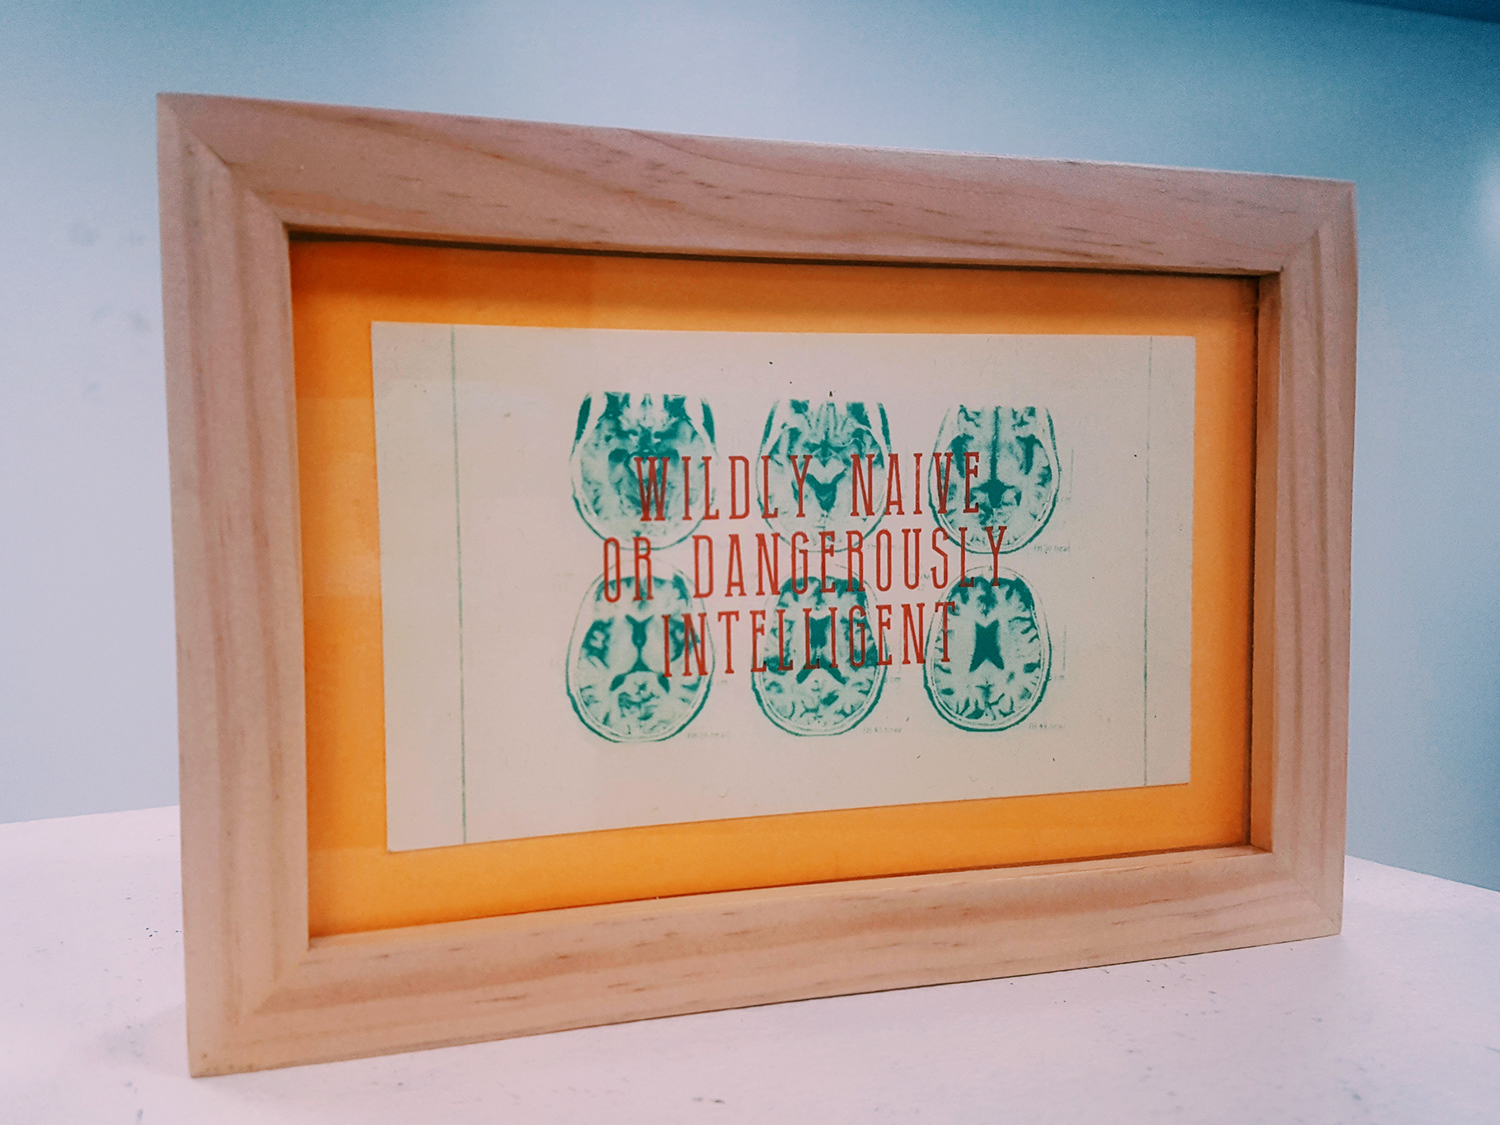 WILDLY NAIVE
OR DANGEROUSLY
INTELLIGENT